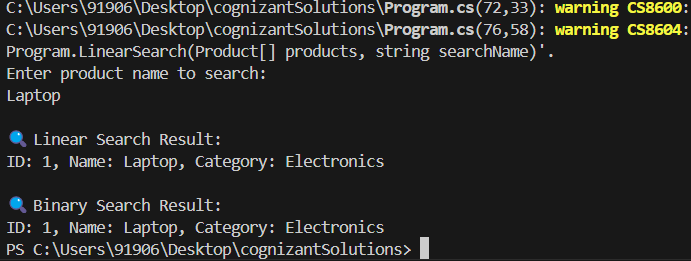 C:\Users\91906\Desktop\cognizantSolutions\Program.cs(72,33): warning CS8600:
C:\Users\91906\Desktop\cognizantSolutions\Program.cs(76,58): warning CS8604:
Program.LinearSearch(Product[] products, string searchName)'.
Enter product name to search:
Laptop
🔍 Linear Search Result:
ID: 1, Name: Laptop, Category: Electronics
🔍 Binary Search Result:
ID: 1, Name: Laptop, Category: Electronics
PS C:\Users\91906\Desktop\cognizantSolutions>